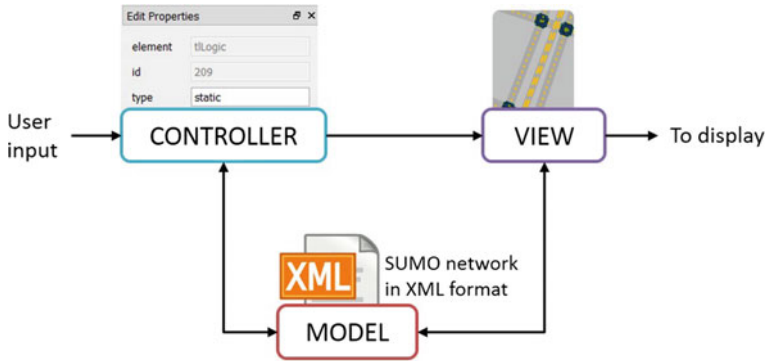 Edit Properties
element tlLogic
id 209
type static
User
input
CONTROLLER
VIEW
To display
XML
SUMO network
in XML format
MODEL